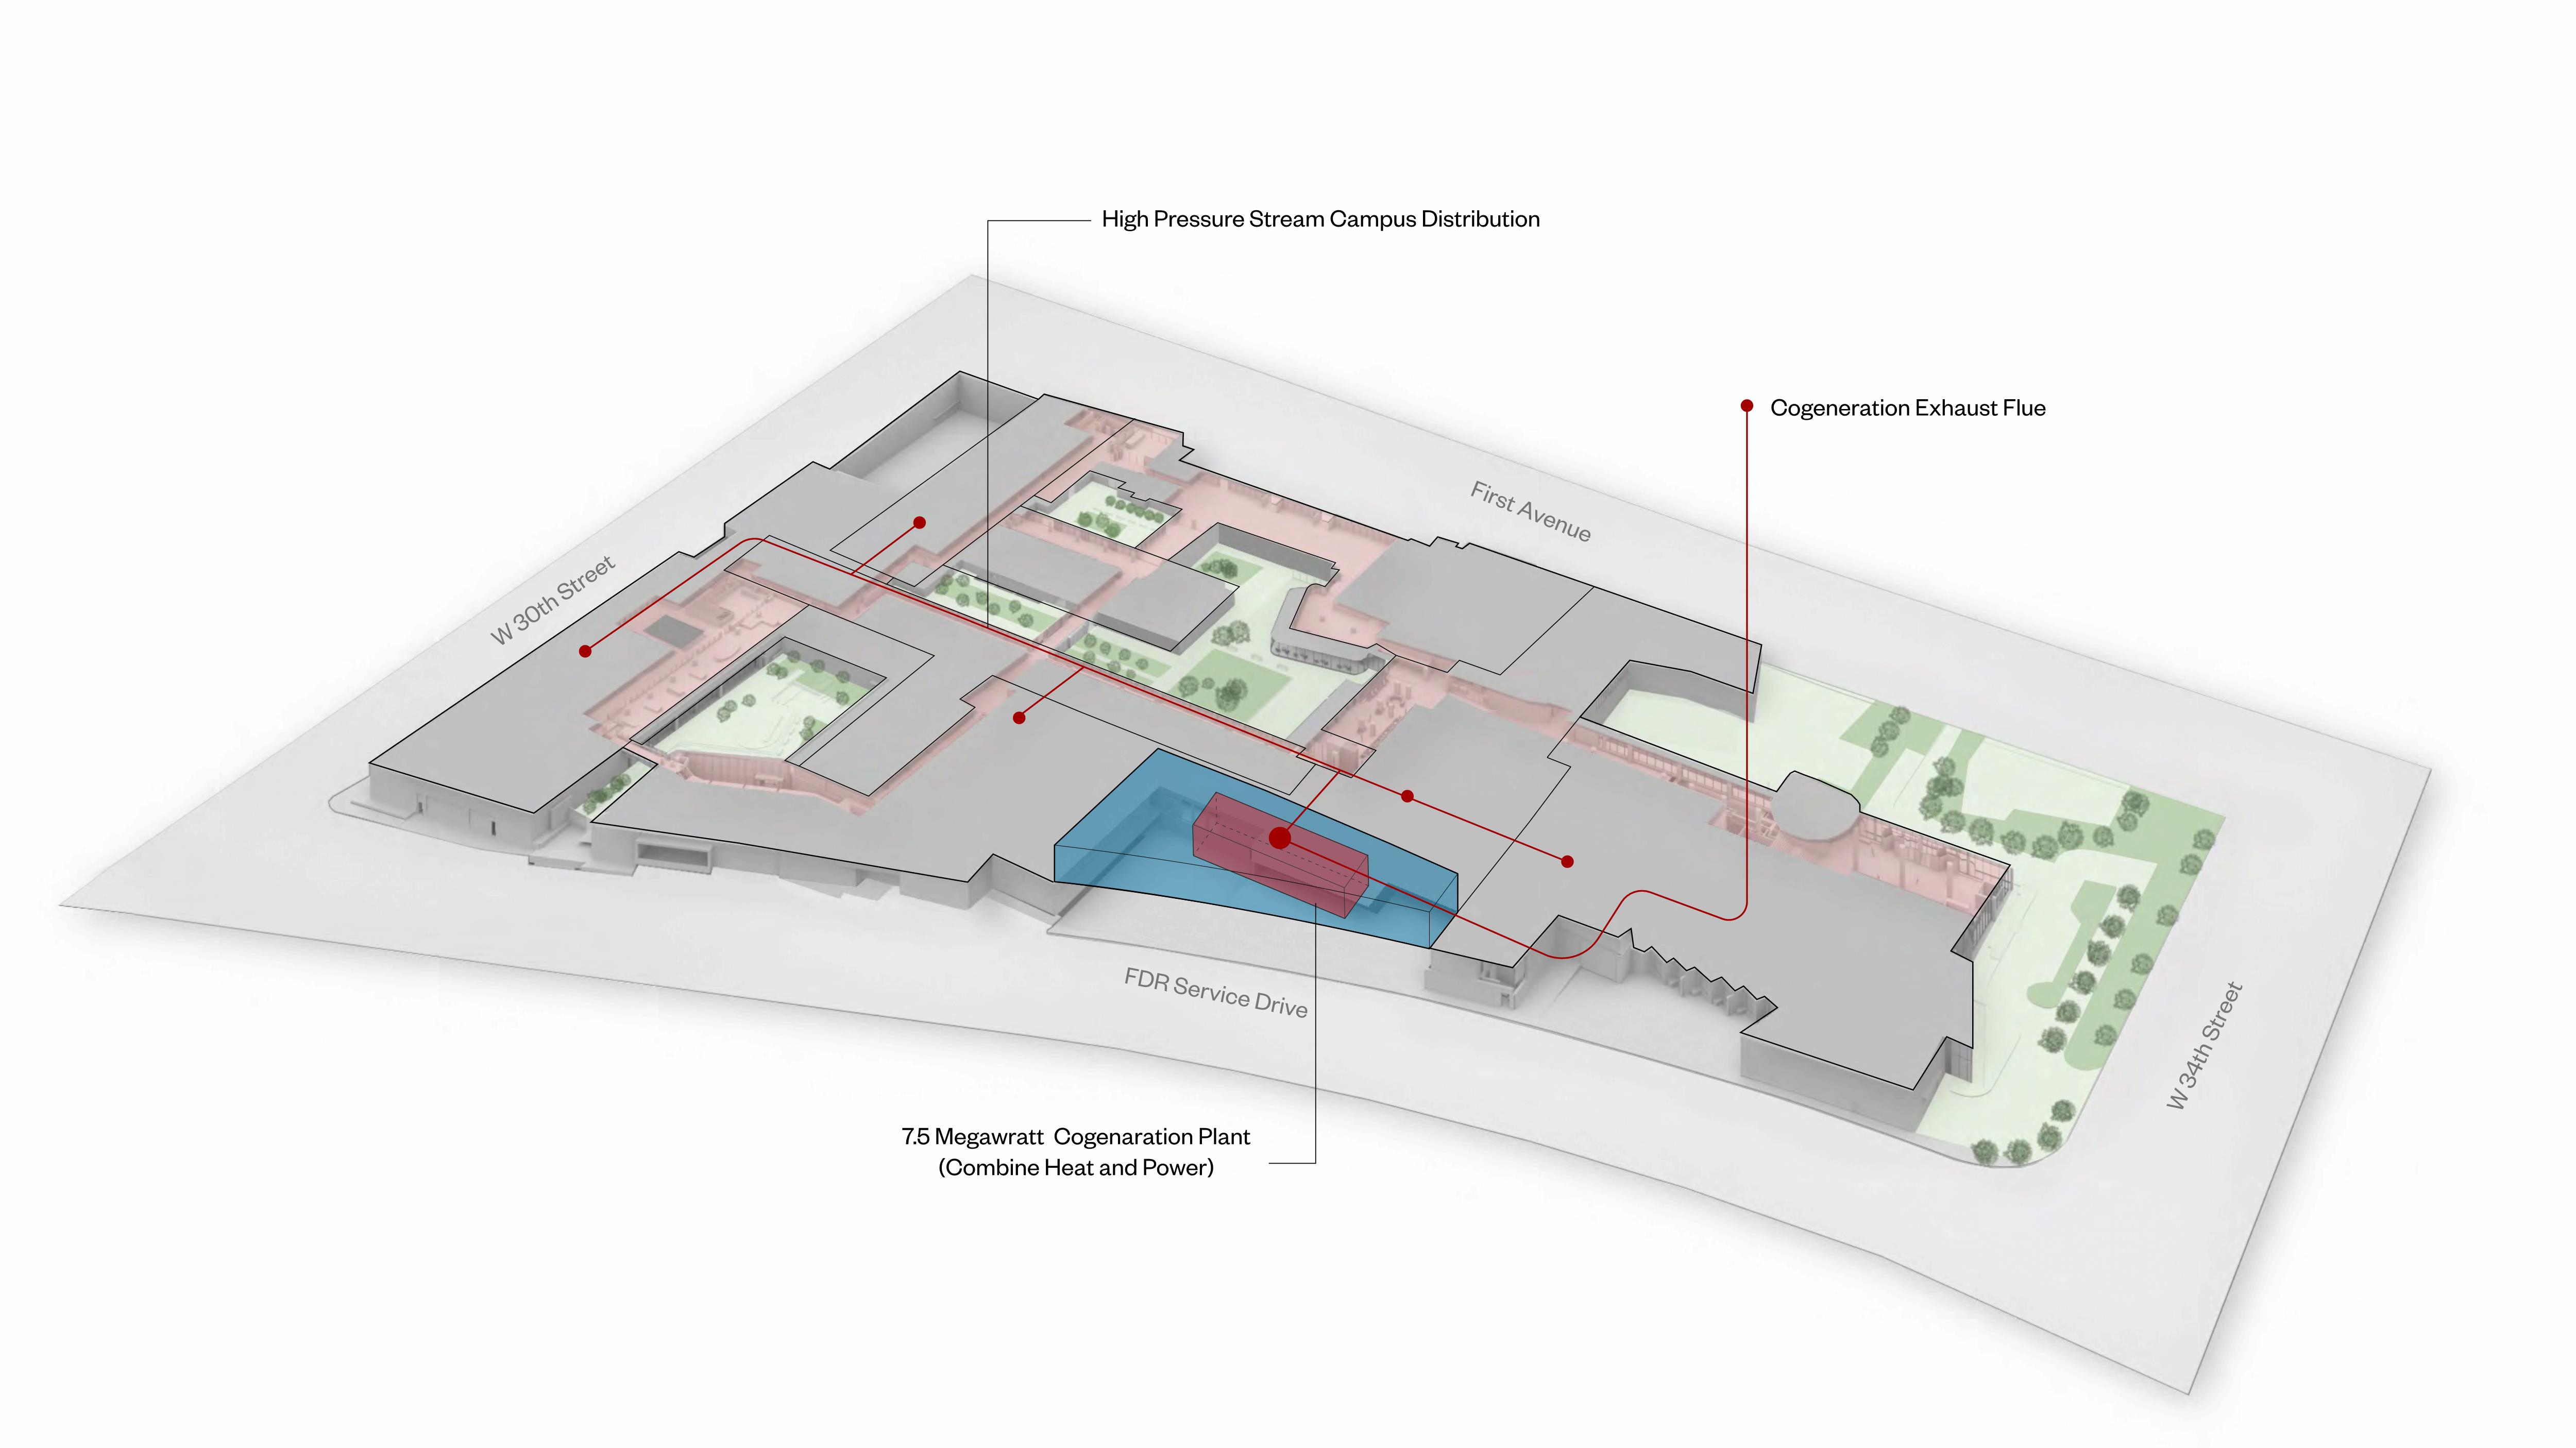 High Pressure Stream Campus Distribution
Cogeneration Exhaust Flue
First Avenue
W 30th Street
FDR Service Drive
W 34th Street
7.5 Megawratt  Cogenaration Plant
(Combine Heat and Power)